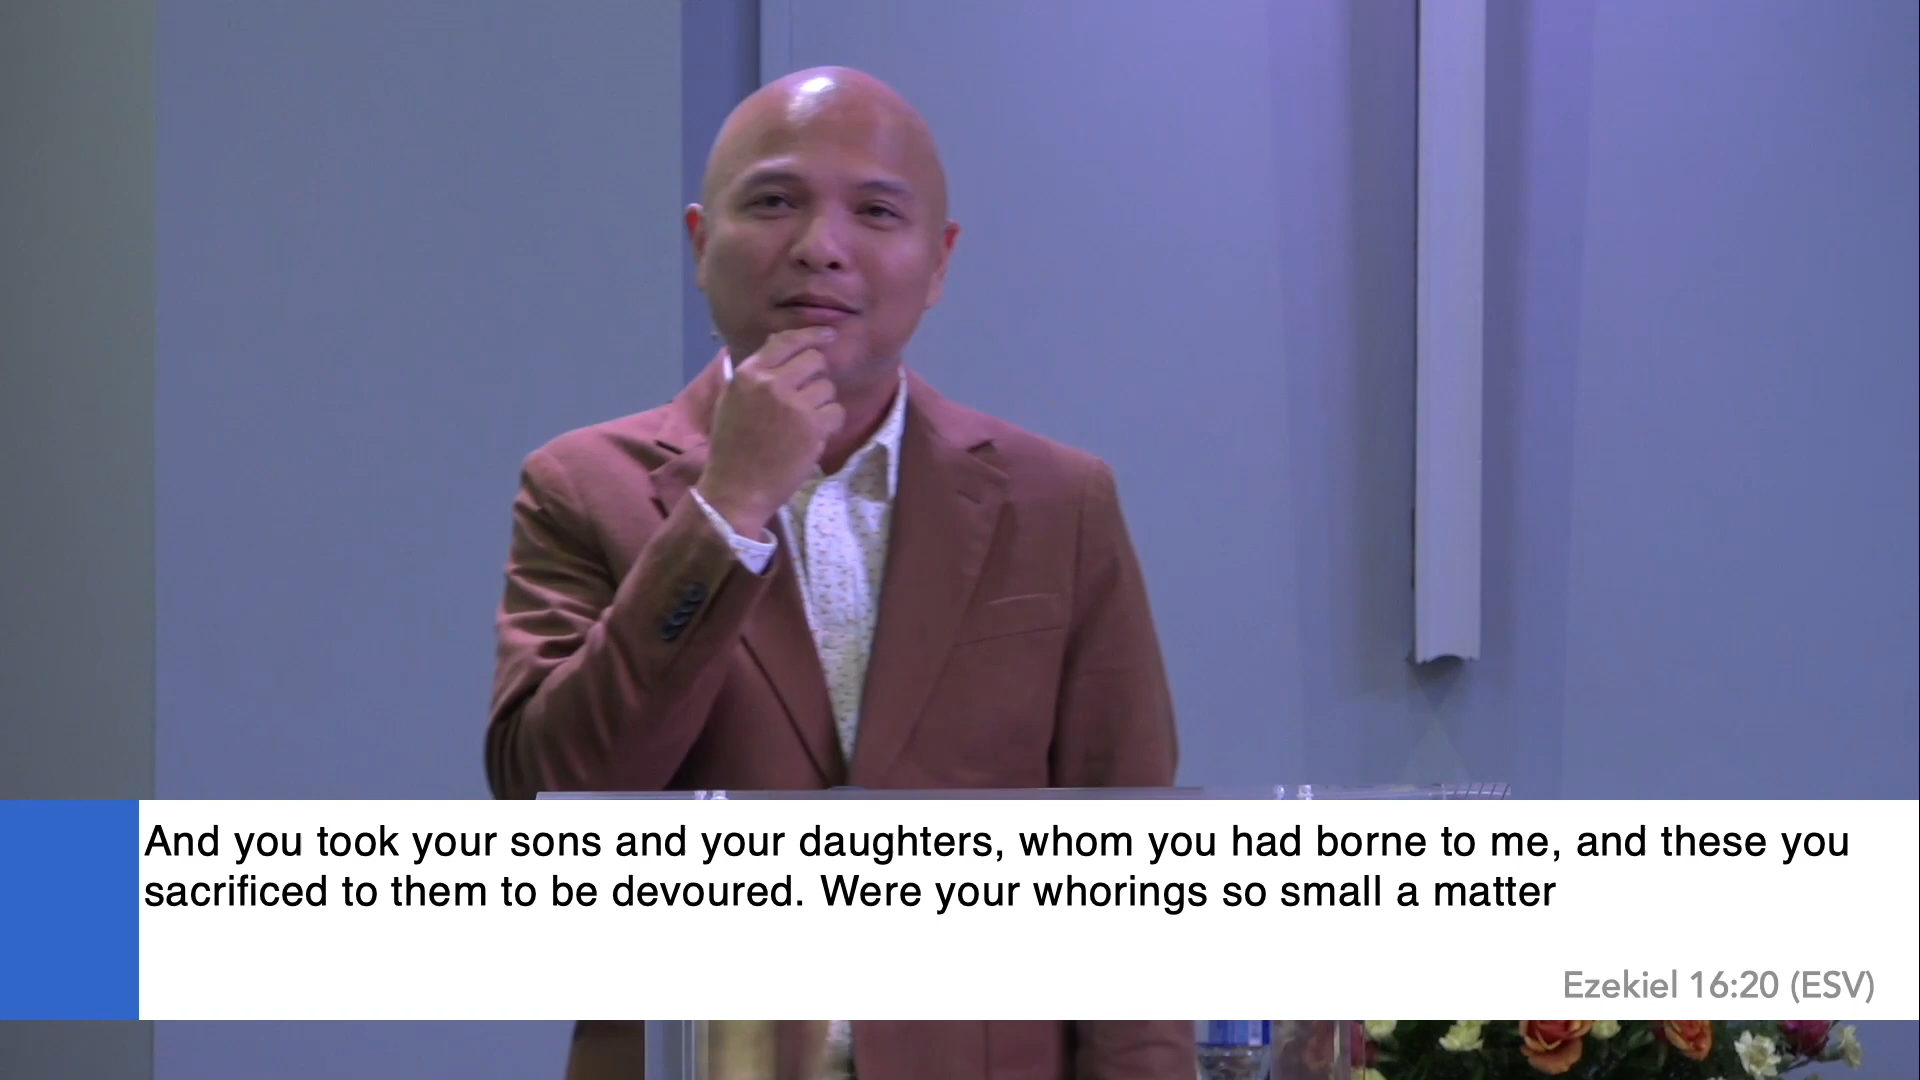 And you took your sons and your daughters, whom you had borne to me, and these you
sacrificed to them to be devoured. Were your whorings so small a matter
Ezekiel 16:20 (ESV)